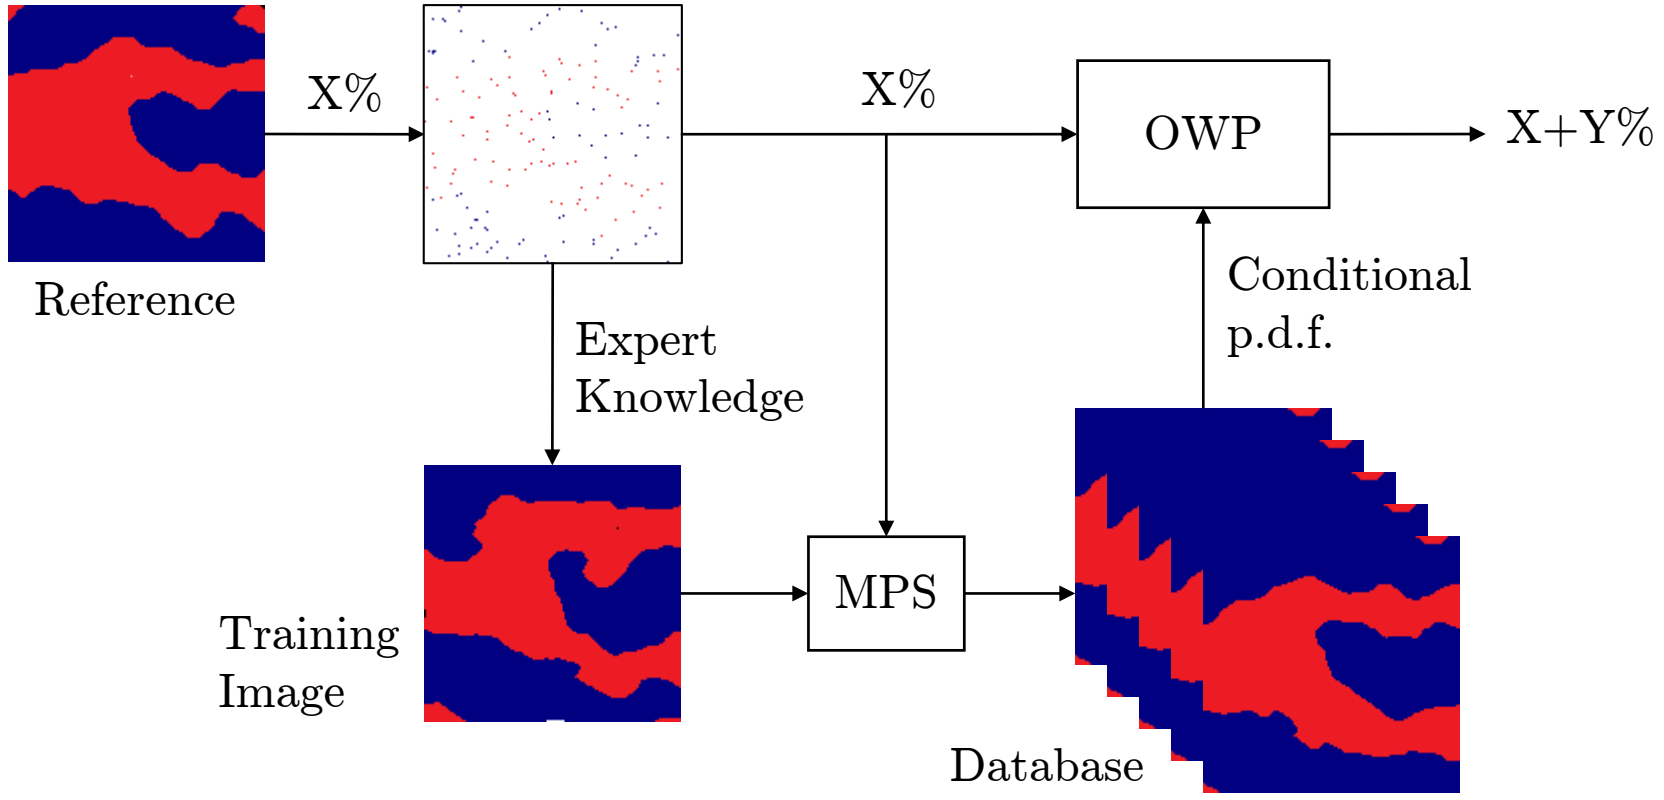 X%
X%
OWP
X+Y%
Reference
Conditional
p.d.f.
Expert
Knowledge
MPS
Training
Image
Database